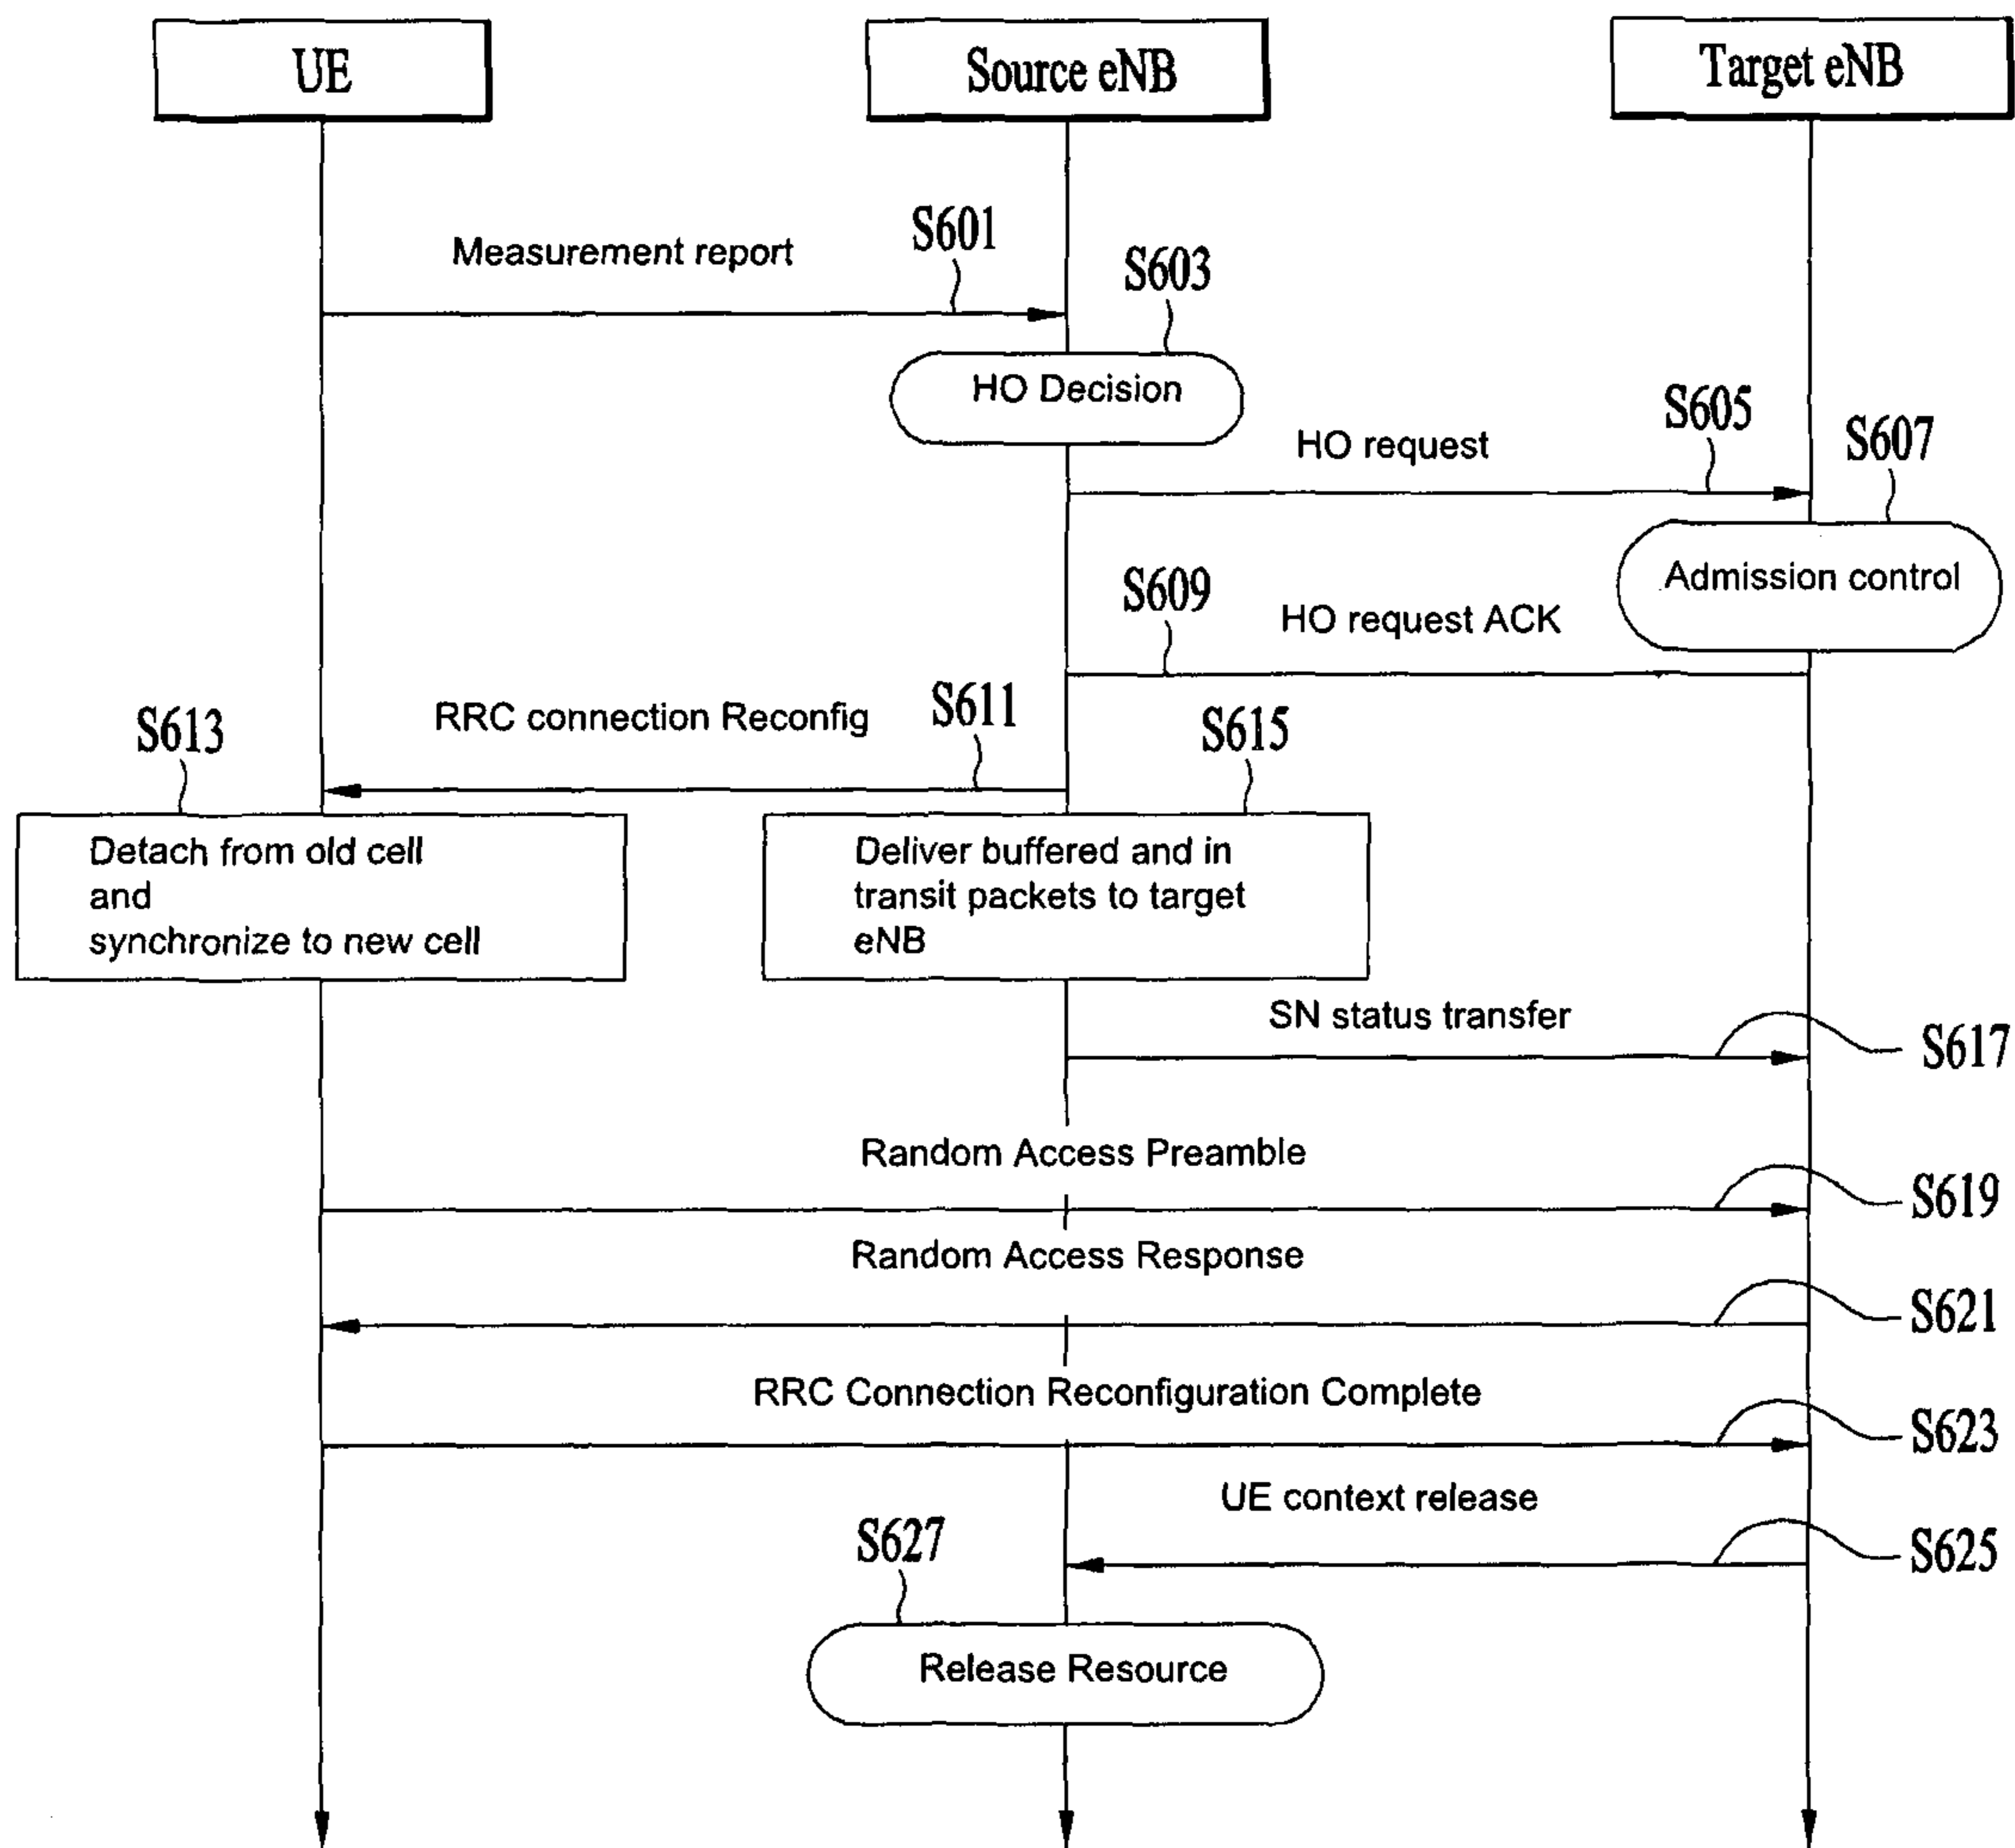 UE
Source eNB
Target eNB
S601
Measurement report
S603
HO Decision
S605
HO request
S607
Admission control
S609
HO request ACK
S611
RRC connection Reconfig
S613
S615
Detach from old cell
and
synchronize to new cell
Deliver buffered and in
transit packets to target
eNB
SN status transfer
S617
Random Access Preamble
S619
Random Access Response
S621
RRC Connection Reconfiguration Complete
S623
UE context release
S625
S627
Release Resource